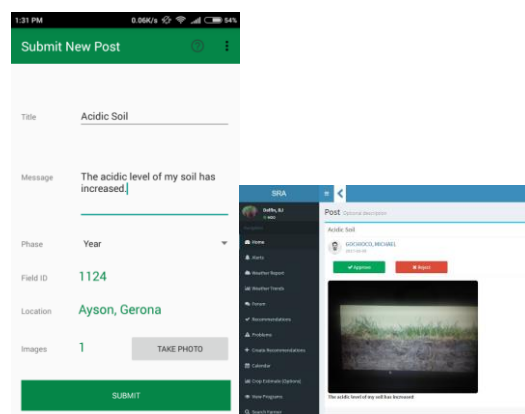 1:31 PM 0.06K/s 54%
Submit New Post
Title Acidic Soil
Message The acidic level of my soil has
increased.
Phase Year
Field ID 1124
Location Ayson, Gerona
Images 1 TAKE PHOTO
SUBMIT
SRA
Post Optional description
Acidic Soil
Approve Reject
The acidic level of my soil has increased
Home
Alerts
Weather Report
Weather Trends
Forum
Recommendations
Problems
Create Recommendations
Calendar
Crop Estimate (Options)
View Programs
Search Farmer